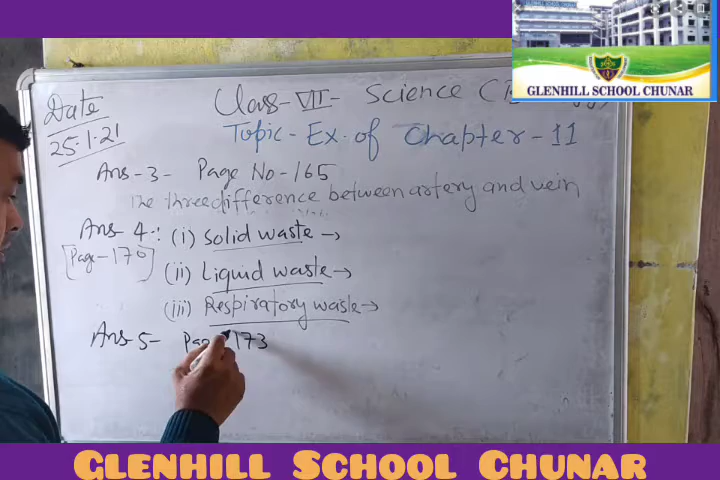 GLENHILL SCHOOL CHUNAR
Date
25.1.21
Class-VII- Science
Topic-Ex. of Chapter-11
Ans-3- Page No-165
The three difference between artery and vein
Ans-4: (i) Solid waste →
Page-170
(ii) Liquid waste →
(iii) Respiratory waste →
Ans-5- 173
GLENHILL SCHOOL CHUNAR